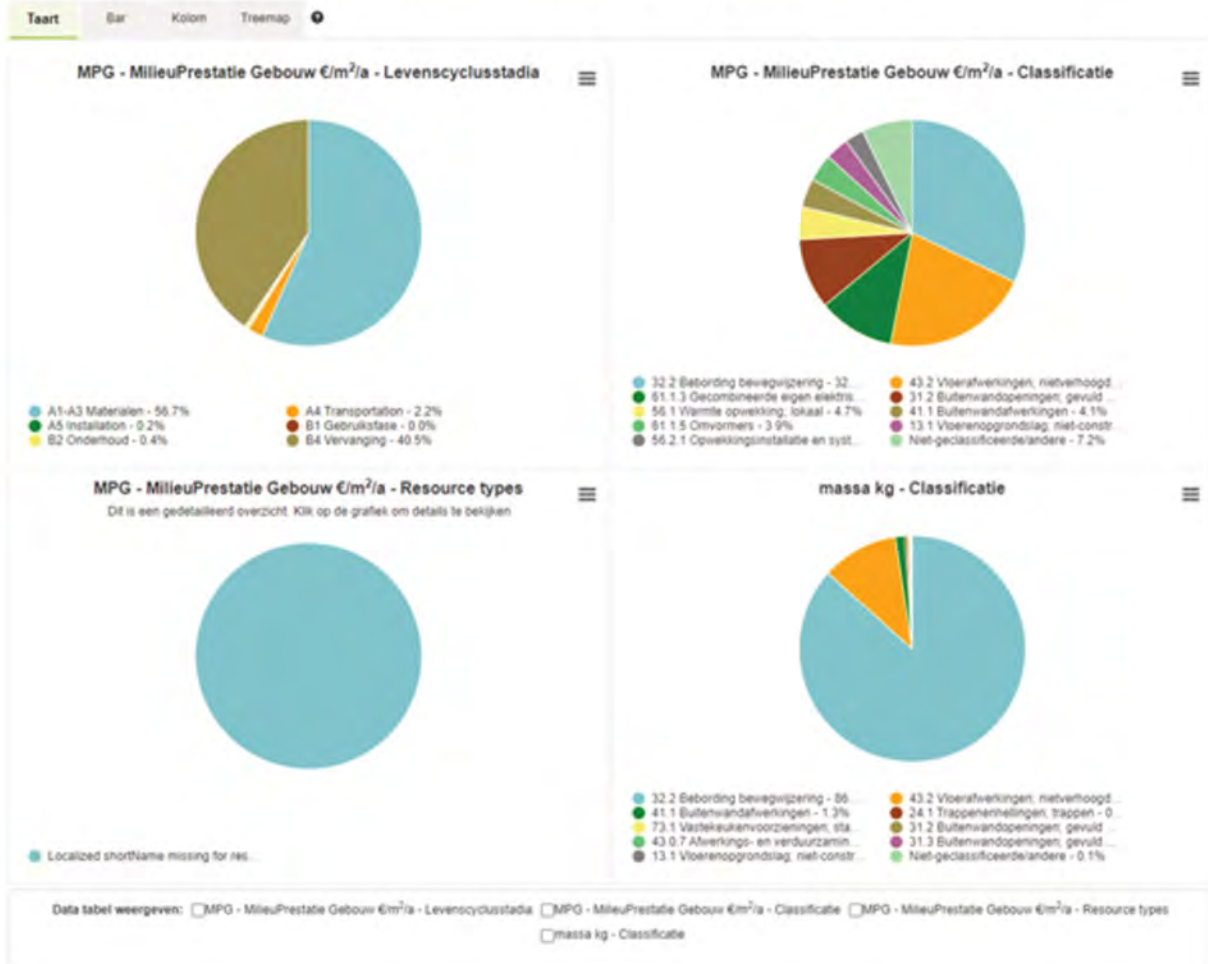 Taart Bar Kolom Treemap ?
MPG - MilieuPrestatie Gebouw €/m²/a - Levenscyclusstadia
A1-A3 Materialen - 56.7% A4 Transportation - 2.2%
A5 Installation - 0.2% B1 Gebruiksfase - 0.0%
B2 Onderhoud - 0.4% B4 Vervanging - 40.5%
MPG - MilieuPrestatie Gebouw €/m²/a - Classificatie
32.2 Bebording bewegwijzering - 32... 43.2 Vloerafwerkingen; nietverhoogd...
61.1.3 Gecombineerde eigen elektris... 31.2 Buitenwandopeningen; gevuld ...
56.1 Warmte opwekking; lokaal - 4.7% 41.1 Buitenwandafwerkingen - 4.1%
61.1.5 Omvormers - 3.9% 13.1 Vloerenopgrondslag; niet-constr...
56.2.1 Opwekkingsinstallatie en syst... Niet-geclassificeerde/andere - 7.2%
MPG - MilieuPrestatie Gebouw €/m²/a - Resource types
Dit is een gedetailleerd overzicht. Klik op de grafiek om details te bekijken
Localized shortName missing for res...
massa kg - Classificatie
32.2 Bebording bewegwijzering - 86... 43.2 Vloerafwerkingen; nietverhoogd...
41.1 Buitenwandafwerkingen - 1.3% 24.1 Trappenenhellingen; trappen - 0...
73.1 Vastekeukenvoorzieningen; sta... 31.2 Buitenwandopeningen; gevuld ...
43.0.7 Afwerkings- en verduurzamin... 31.3 Buitenwandopeningen; gevuld ...
13.1 Vloerenopgrondslag; niet-constr... Niet-geclassificeerde/andere - 0.1%
Data tabel weergeven: MPG - MilieuPrestatie Gebouw €/m²/a - Levenscyclusstadia MPG - MilieuPrestatie Gebouw €/m²/a - Classificatie MPG - MilieuPrestatie Gebouw €/m²/a - Resource types
massa kg - Classificatie